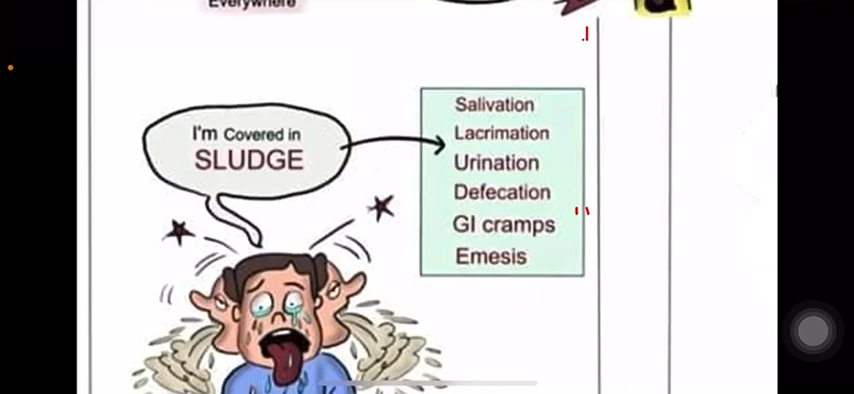 Everywhere
I'm Covered in
SLUDGE
Salivation
Lacrimation
Urination
Defecation
GI cramps
Emesis